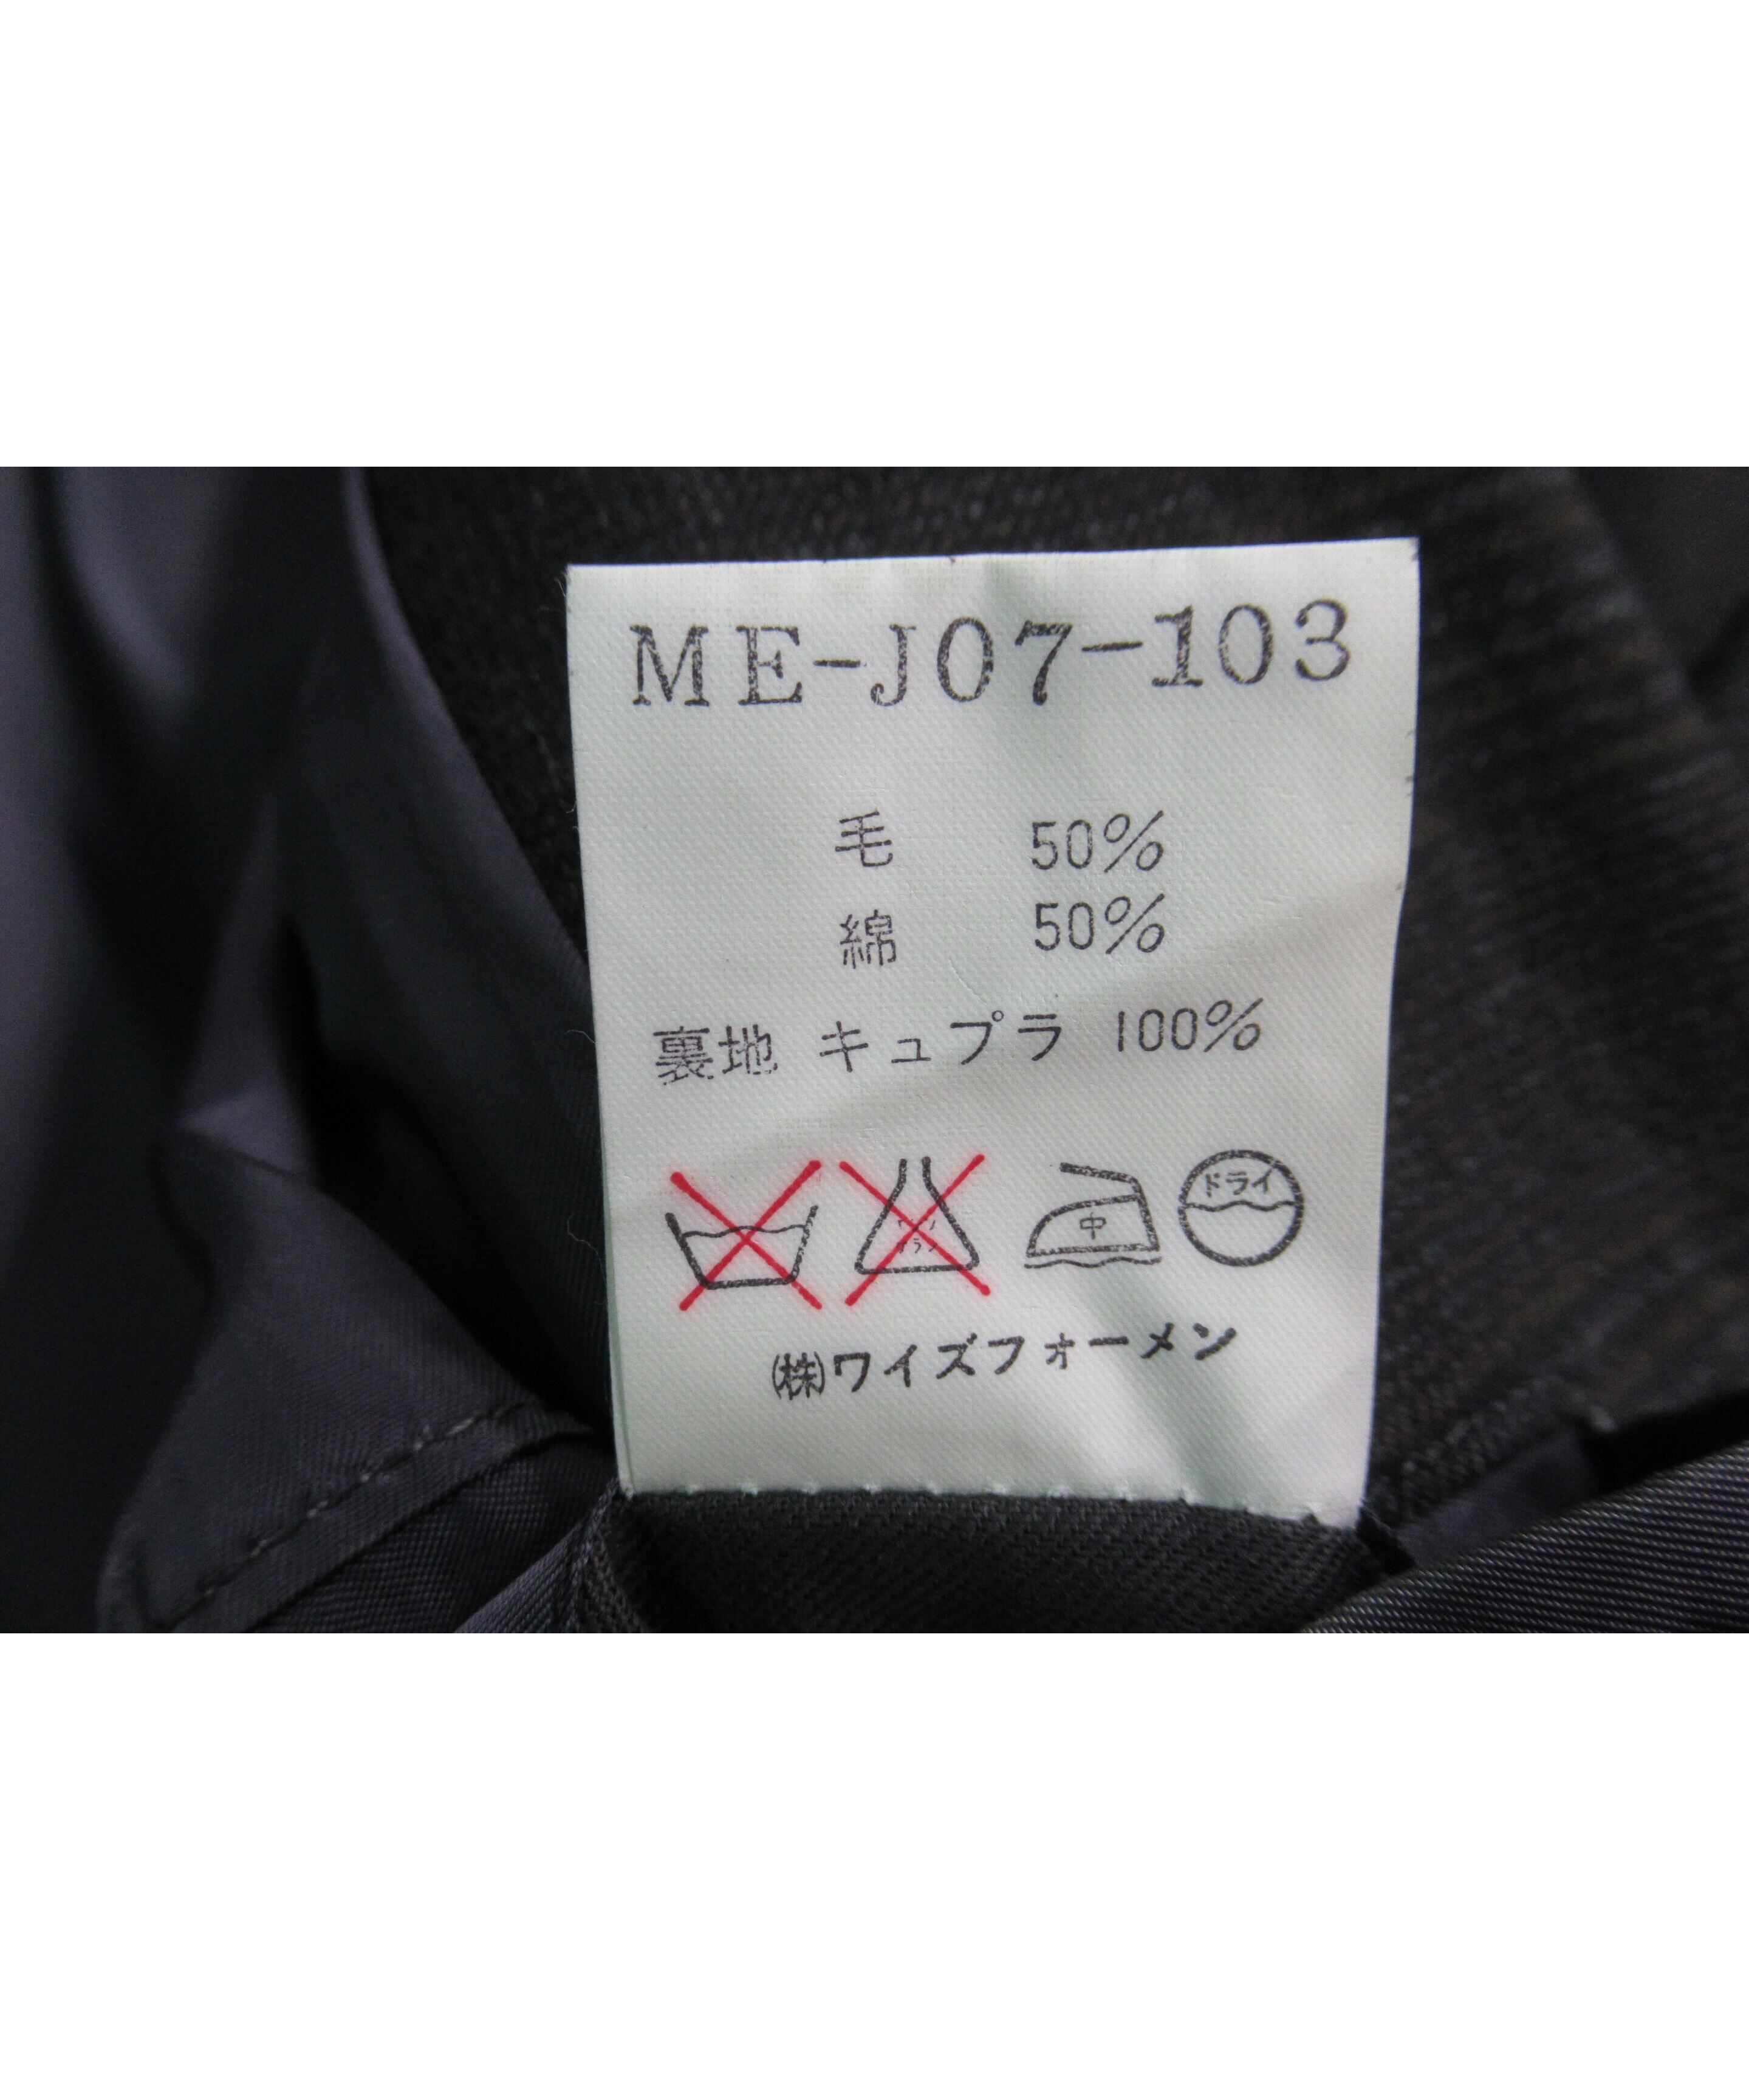 ME-J07-103
毛 50%
綿 50%
裏地 キュプラ 100%
中 ドライ
㈱ワイズフォーメン